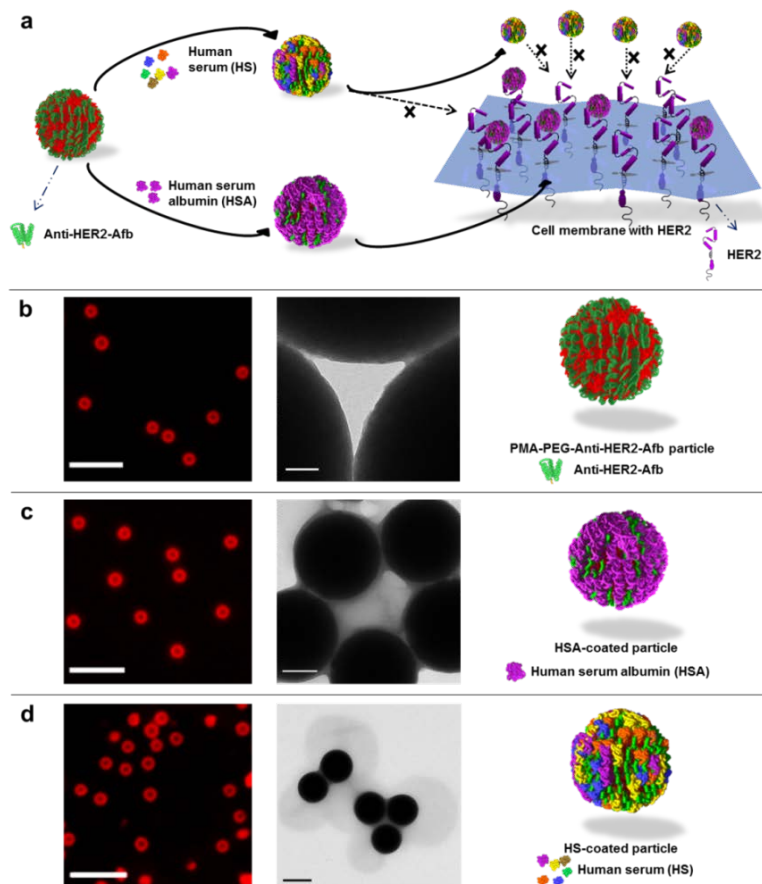 a
Human
serum (HS)
Human serum
albumin (HSA)
Anti-HER2-Afb
Cell membrane with HER2
HER2
b
PMA-PEG-Anti-HER2-Afb particle
Anti-HER2-Afb
c
HSA-coated particle
Human serum albumin (HSA)
d
HS-coated particle
Human serum (HS)